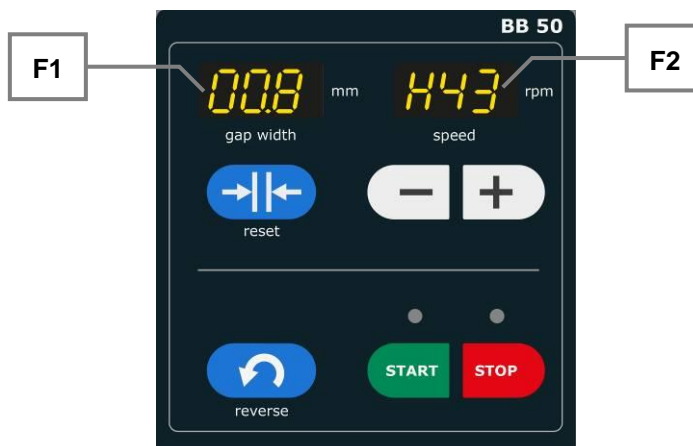 BB 50
F1
F2
00.8 mm
H43 rpm
gap width
speed
reset
START
STOP
reverse